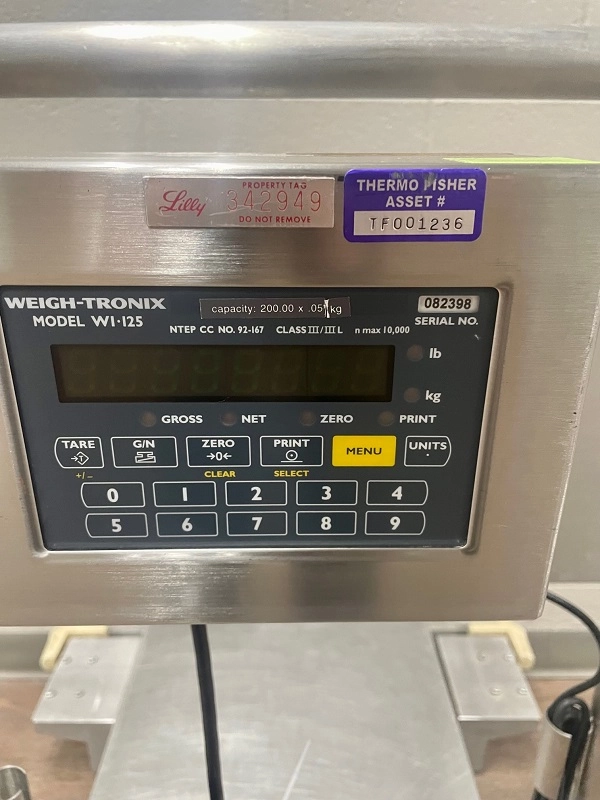 Lilly
PROPERTY TAG
342949
DO NOT REMOVE
THERMO FISHER
ASSET #
TF001236
WEIGH-TRONIX
MODEL WI-125
capacity: 200.00 x .05 kg
082398
SERIAL NO.
NTEP CC NO. 92-167 CLASS III/III L n max 10,000
lb
kg
GROSS NET ZERO PRINT
TARE G/N ZERO PRINT MENU UNITS
→T← →0←
+/− CLEAR SELECT
0 1 2 3 4
5 6 7 8 9